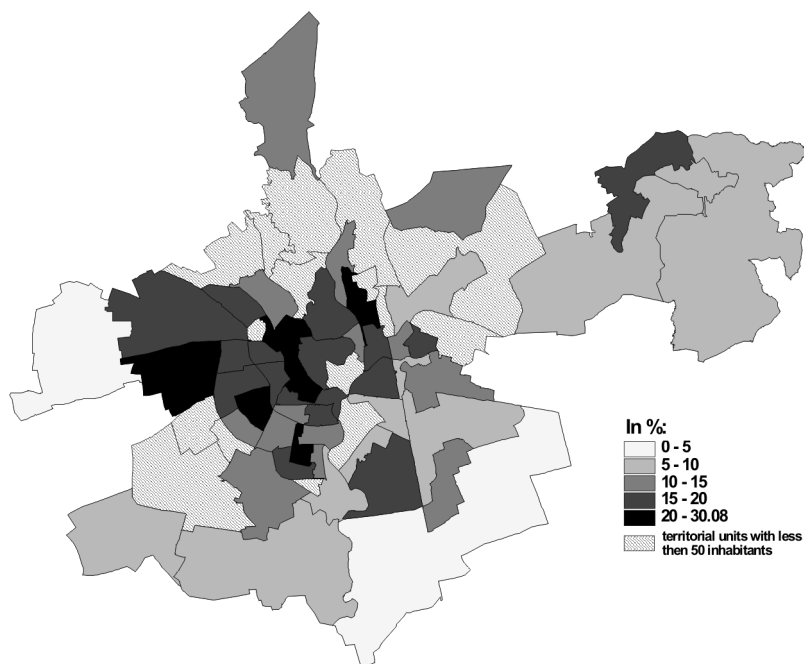 In %:
0 - 5
5 - 10
10 - 15
15 - 20
20 - 30.08
territorial units with less
then 50 inhabitants